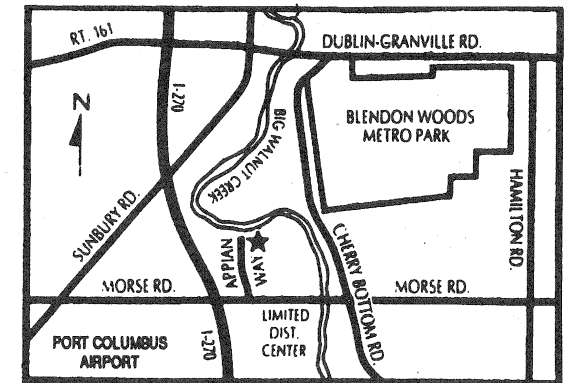 RT. 161
DUBLIN-GRANVILLE RD.
I-270
N
BIG WALNUT CREEK
BLENDON WOODS
METRO PARK
SUNBURY RD.
HAMILTON RD.
APPIAN
WAY
CHERRY BOTTOM RD
MORSE RD.
MORSE RD.
LIMITED
DIST.
CENTER
I-270
PORT COLUMBUS
AIRPORT